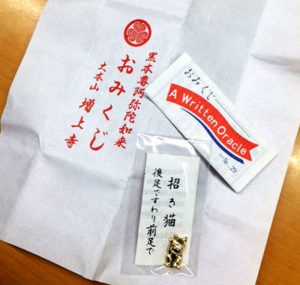 黒本尊阿弥陀如来
おみくじ
大本山 増上寺
おみくじ
A Written Oracle
招き猫
後足ですわり前足で